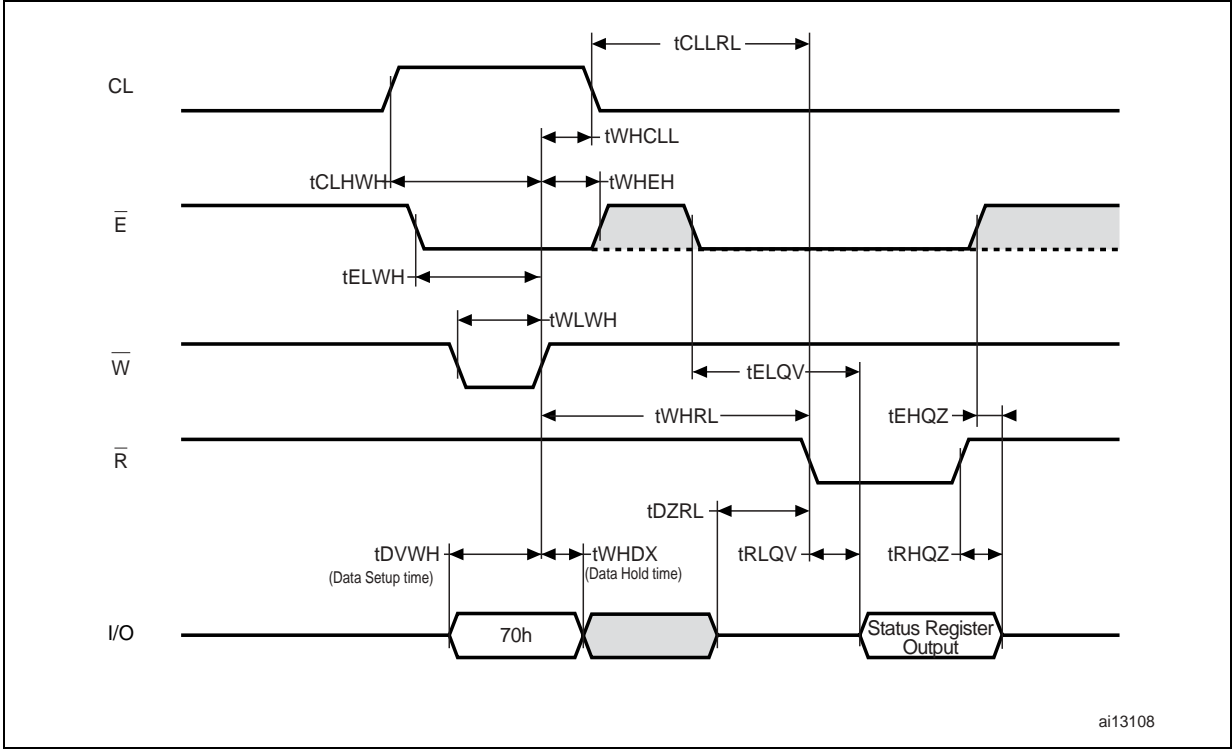 tCLLRL
CL
tWHCLL
tCLHWH
tWHEH
E
tELWH
tWLWH
W
tELQV
tWHRL
tEHQZ
R
tDZRL
tDVWH
(Data Setup time)
tWHDX
(Data Hold time)
tRLQV
tRHQZ
I/O
70h
Status Register
Output
ai13108